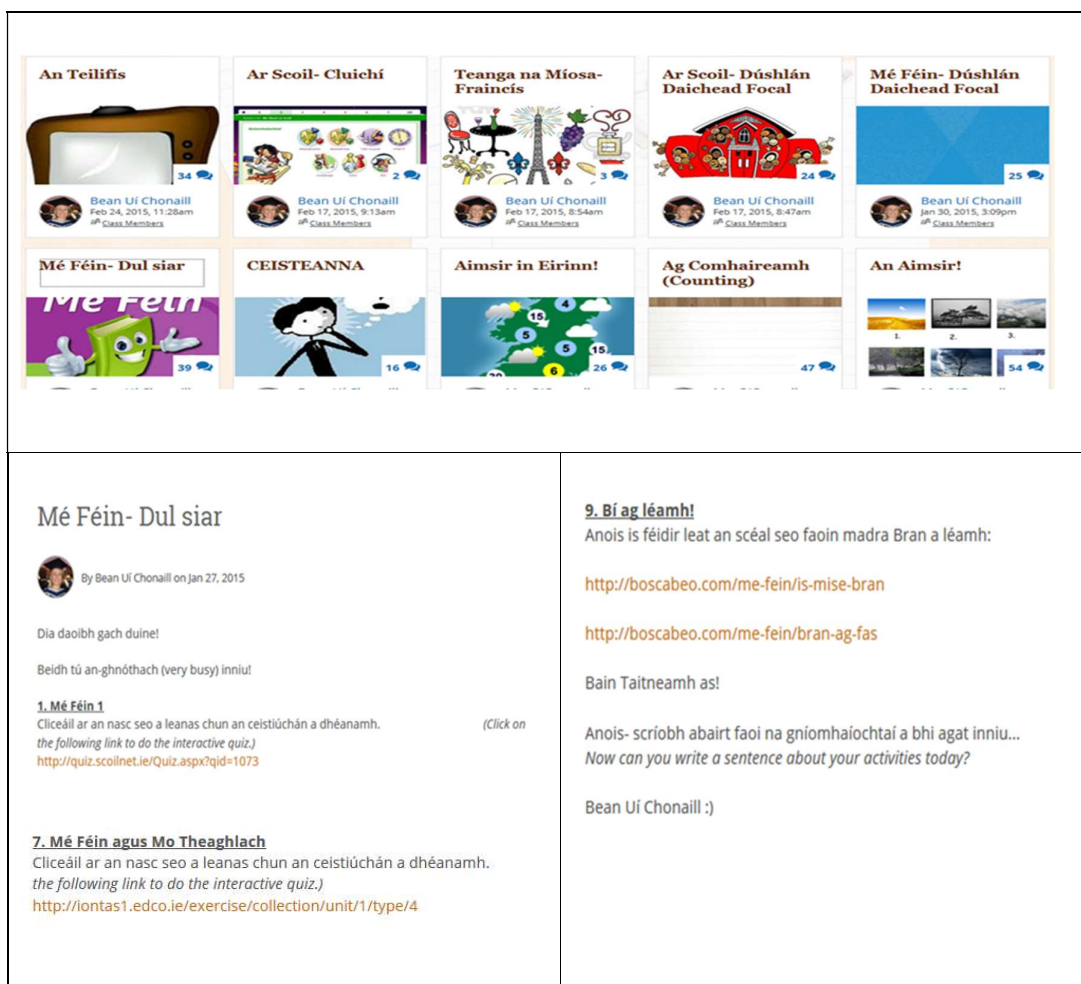 An Teilifís
34
Bean Uí Chonaill
Feb 24, 2015, 11:28am
Class Members
Ar Scoil- Cluichí
2
Bean Uí Chonaill
Feb 17, 2015, 9:13am
Class Members
Teanga na Míosa-
Fraincís
3
Bean Uí Chonaill
Feb 17, 2015, 8:54am
Class Members
Ar Scoil- Dúshlán
Daichead Focal
24
Bean Uí Chonaill
Feb 17, 2015, 8:47am
Class Members
Mé Féin- Dúshlán
Daichead Focal
25
Bean Uí Chonaill
Jan 30, 2015, 3:09pm
Class Members
Mé Féin- Dul siar
Mé Féin
39
CEISTEANNA
16
Aimsir in Eirinn!
4
15
5
5
15
6
26
Ag Comhaireamh
(Counting)
47
An Aimsir!
1.
2.
3.
54
Mé Féin- Dul siar
By Bean Uí Chonaill on Jan 27, 2015
Dia daoibh gach duine!
Beidh tú an-ghnóthach (very busy) inniu!
1. Mé Féin 1
Cliceáil ar an nasc seo a leanas chun an ceistiúchán a dhéanamh. (Click on
the following link to do the interactive quiz.)
http://quiz.scoilnet.ie/Quiz.aspx?qid=1073
7. Mé Féin agus Mo Theaghlach
Cliceáil ar an nasc seo a leanas chun an ceistiúchán a dhéanamh.
the following link to do the interactive quiz.)
http://iontas1.edco.ie/exercise/collection/unit/1/type/4
9. Bí ag léamh!
Anois is féidir leat an scéal seo faoin madra Bran a léamh:
http://boscabeo.com/me-fein/is-mise-bran
http://boscabeo.com/me-fein/bran-ag-fas
Bain Taitneamh as!
Anois- scríobh abairt faoi na gníomhaíochtaí a bhi agat inniu...
Now can you write a sentence about your activities today?
Bean Uí Chonaill :)